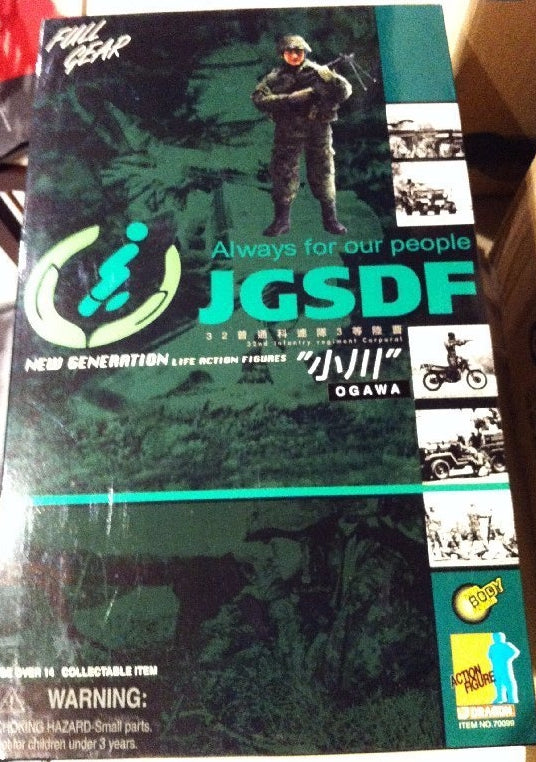 FULL
GEAR
Always for our people
JGSDF
32普通科連隊3等陸曹
32nd infantry regiment Corporal
NEW GENERATION LIFE ACTION FIGURES
"小川"
OGAWA
BODY
ACTION
FIGURE
DRAGON
ITEM NO.70099
OVER 14 COLLECTABLE ITEM
WARNING:
CHOKING HAZARD-Small parts.
for children under 3 years.